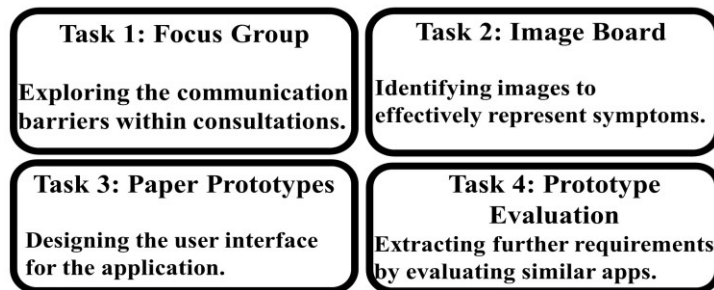 Task 1: Focus Group
Exploring the communication
barriers within consultations.
Task 2: Image Board
Identifying images to
effectively represent symptoms.
Task 3: Paper Prototypes
Designing the user interface
for the application.
Task 4: Prototype
Evaluation
Extracting further requirements
by evaluating similar apps.